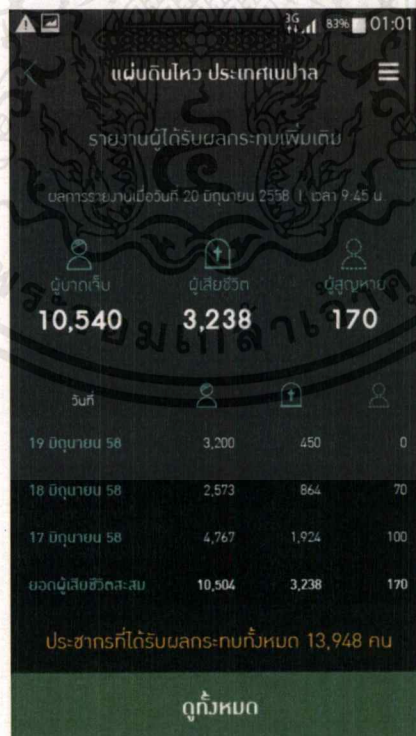 3G 83% 01:01
แผ่นดินไหว ประเทศเนปาล
รายงานผู้ได้รับผลกระทบเพิ่มเติม
ผลการรายงานเมื่อวันที่ 20 มิถุนายน 2558 | เวลา 9.45 น
ผู้บาดเจ็บ ผู้เสียชีวิต ผู้สูญหาย
10,540 3,238 170
วันที่
19 มิถุนายน 58 3,200 450 0
18 มิถุนายน 58 2,573 864 70
17 มิถุนายน 58 4,767 1,924 100
ยอดผู้เสียชีวิตสะสม 10,504 3,238 170
ประชากรที่ได้รับผลกระทบทั้งหมด 13,948 คน
ดูทั้งหมด